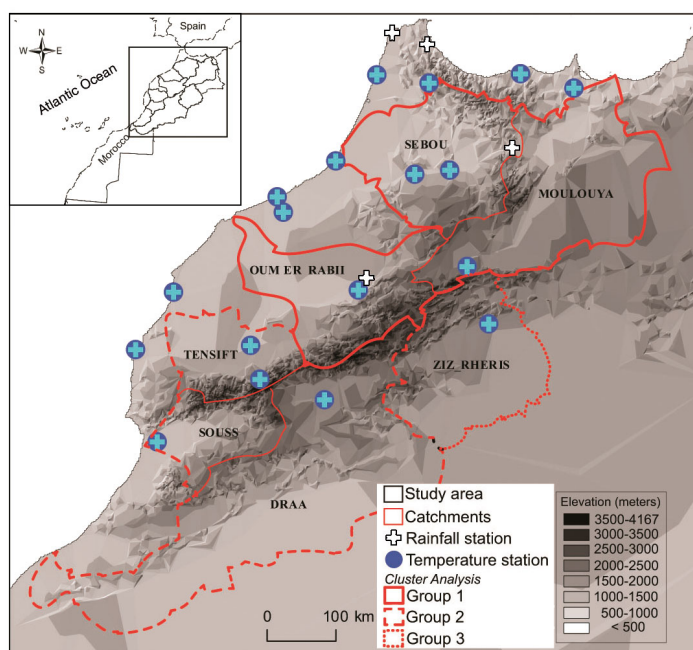 Spain
N
W E
S
Atlantic Ocean
Morocco
SEBOU
MOULOUYA
OUM ER RABII
TENSIFT
ZIZ_RHERIS
SOUSS
DRAA
Study area
Catchments
Rainfall station
Temperature station
Cluster Analysis
Group 1
Group 2
Group 3
Elevation (meters)
3500-4167
3000-3500
2500-3000
2000-2500
1500-2000
1000-1500
500-1000
< 500
0 100 km